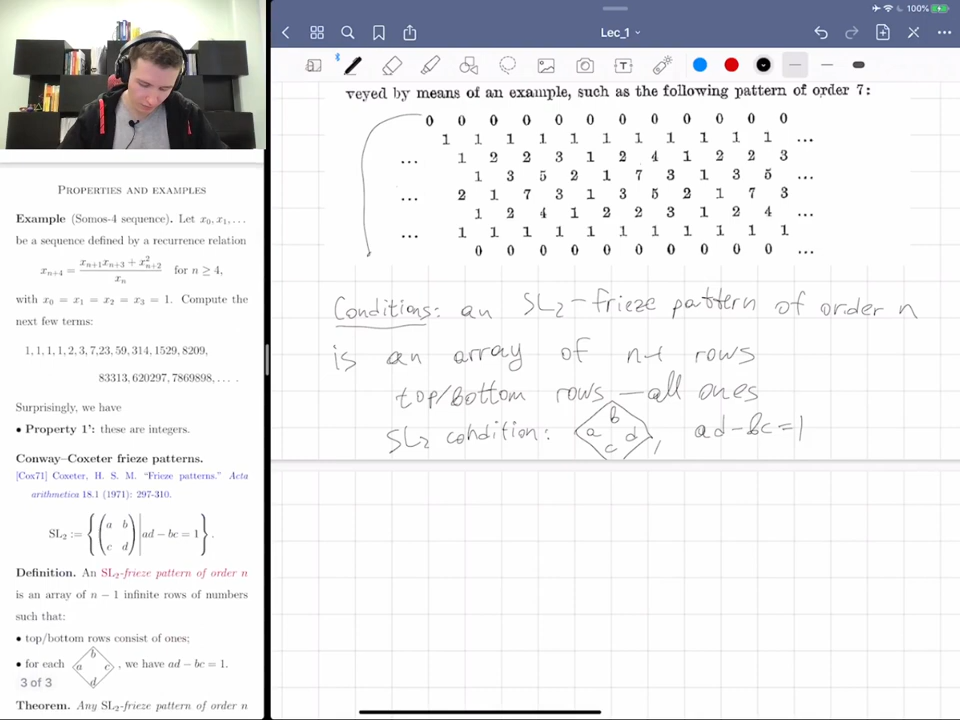 100%
Lec_1
PROPERTIES AND EXAMPLES
Example (Somos-4 sequence). Let x₀, x₁, . . .
be a sequence defined by a recurrence relation
xₙ₊₄ = (xₙ₊₁xₙ₊₃ + x²ₙ₊₂)/xₙ for n ≥ 4,
with x₀ = x₁ = x₂ = x₃ = 1. Compute the
next few terms:
1, 1, 1, 1, 2, 3, 7, 23, 59, 314, 1529, 8209,
83313, 620297, 7869898, . . . .
Surprisingly, we have
• Property 1': these are integers.
Conway–Coxeter frieze patterns.
[Cox71] Coxeter, H. S. M. “Frieze patterns.” Acta
arithmetica 18.1 (1971): 297-310.
SL₂ := { ( a b
c d ) | ad − bc = 1 } .
Definition. An SL₂-frieze pattern of order n
is an array of n − 1 infinite rows of numbers
such that:
• top/bottom rows consist of ones;
• for each a b c d , we have ad − bc = 1.
3 of 3
Theorem. Any SL₂-frieze pattern of order n
veyed by means of an example, such as the following pattern of order 7:
0 0 0 0 0 0 0 0 0 0 0 0
1 1 1 1 1 1 1 1 1 1 1 ...
... 1 2 2 3 1 2 4 1 2 2 3
1 3 5 2 1 7 3 1 3 5 ...
... 2 1 7 3 1 3 5 2 1 7 3
1 2 4 1 2 2 3 1 2 4 ...
... 1 1 1 1 1 1 1 1 1 1 1
0 0 0 0 0 0 0 0 0 0 ...
Conditions: an SL₂-frieze pattern of order n
is an array of n-1 rows
top/bottom rows — all ones
SL₂ condition: a b c d , ad-bc=1